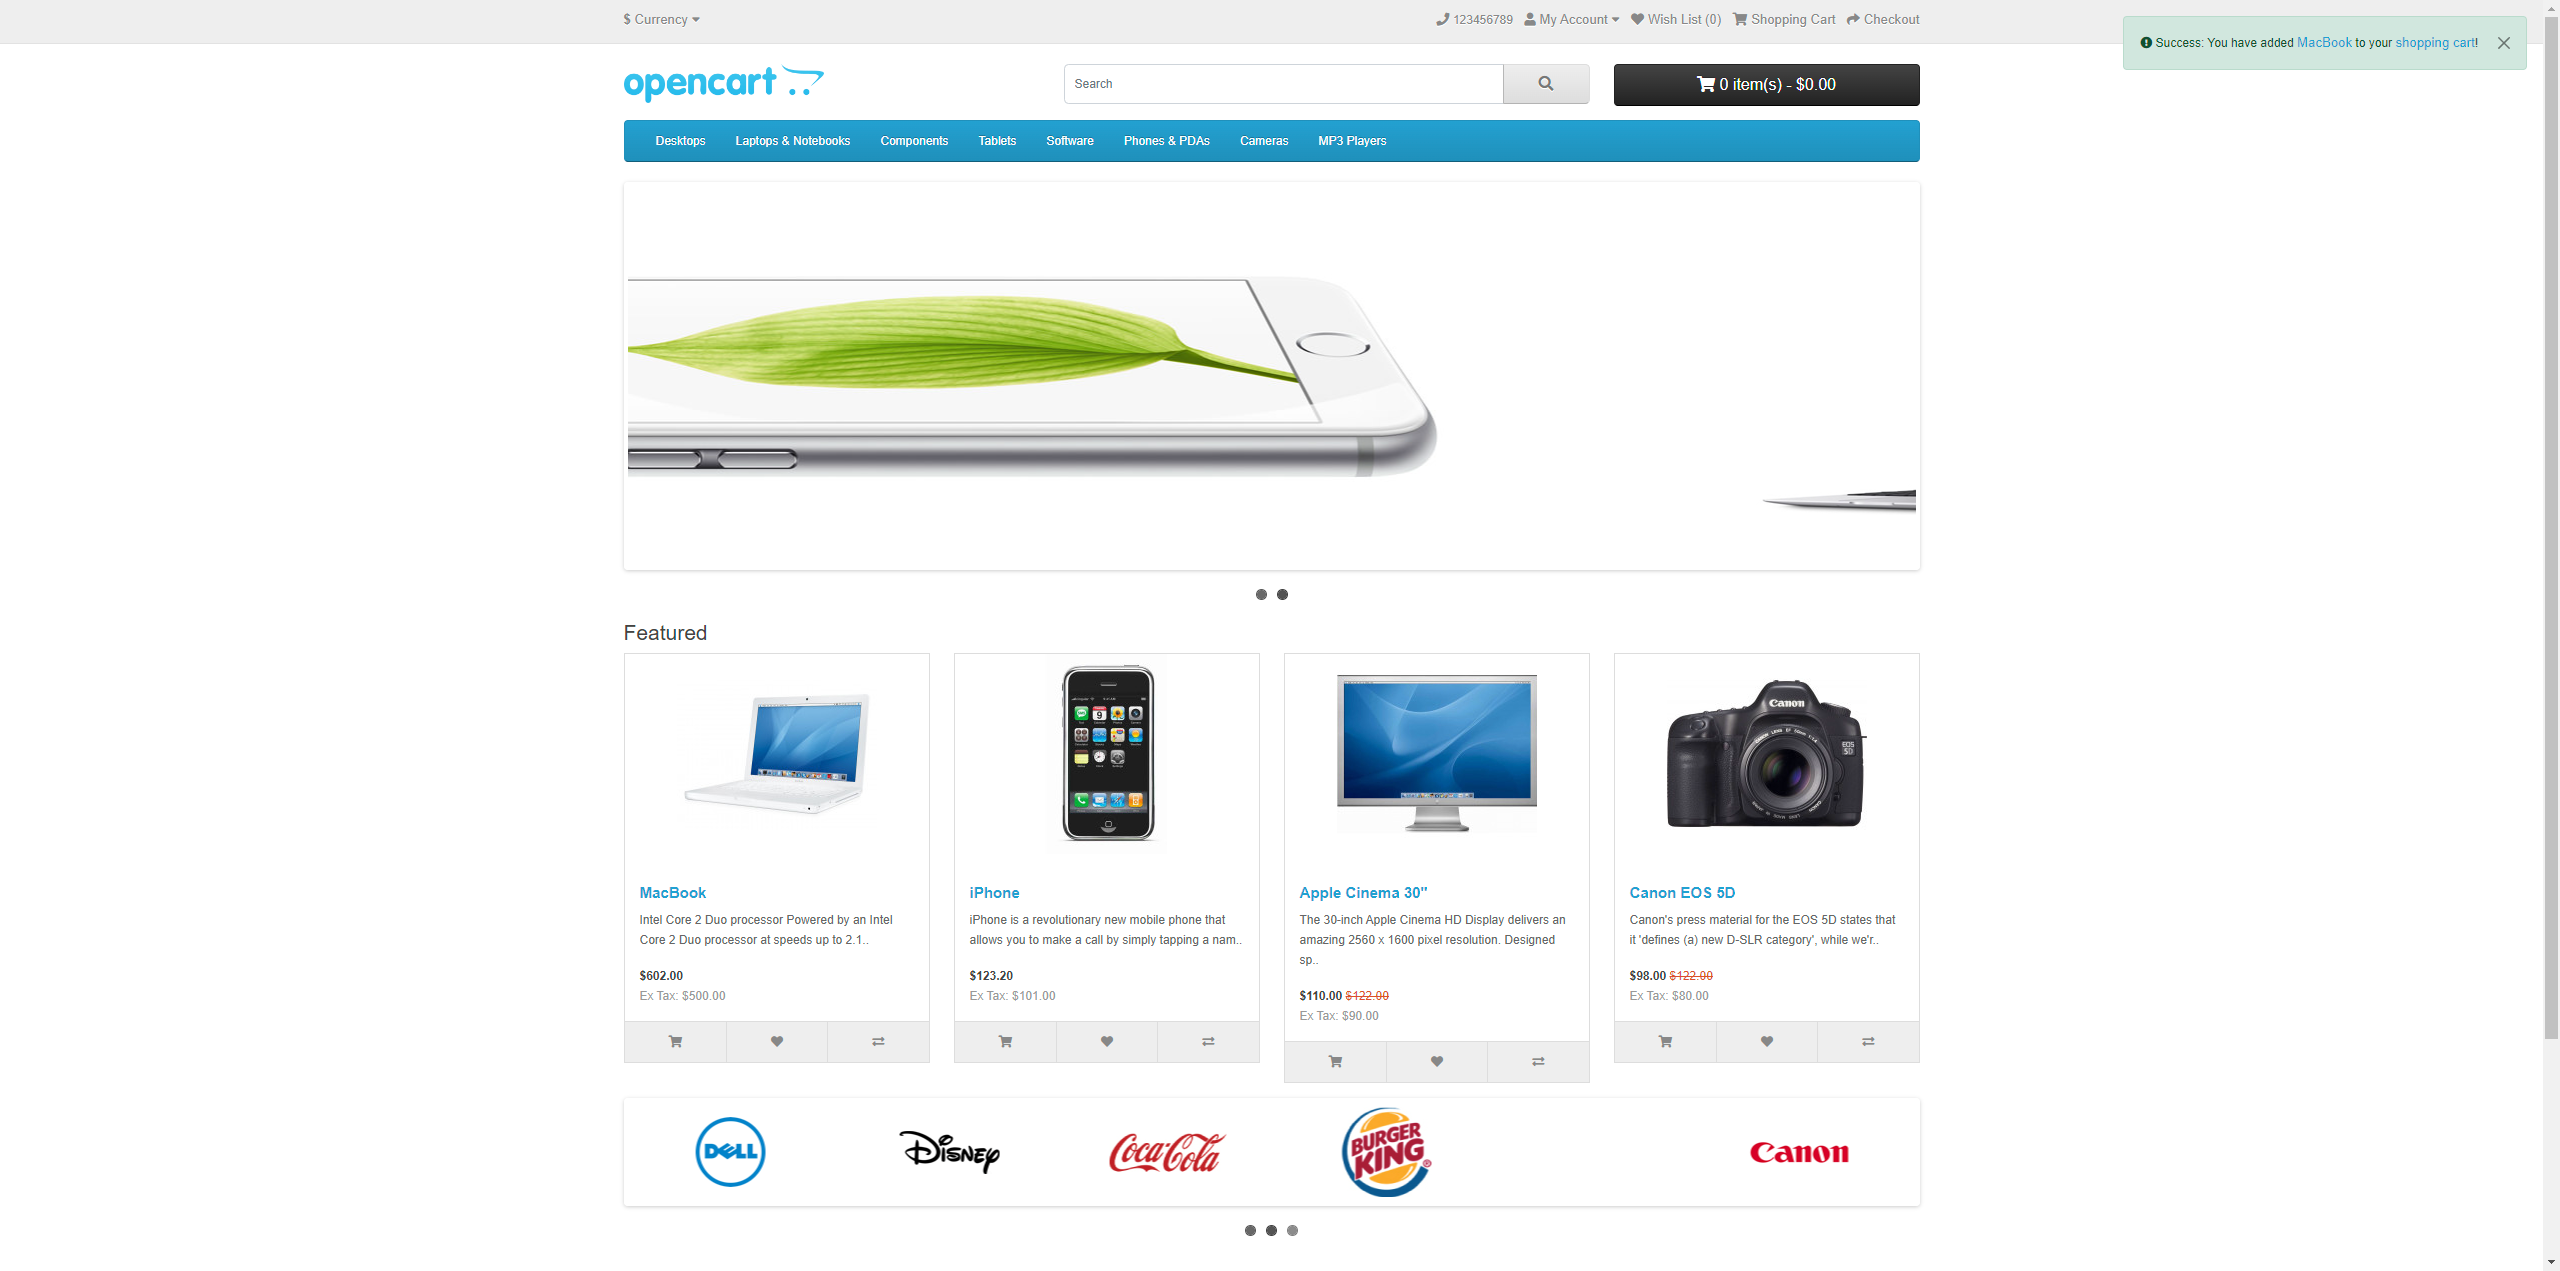 $ Currency
123456789 My Account Wish List (0) Shopping Cart Checkout
Success: You have added MacBook to your shopping cart!
opencart
Search
0 item(s) - $0.00
Desktops Laptops & Notebooks Components Tablets Software Phones & PDAs Cameras MP3 Players
Featured
Canon
EOS
5D
MacBook
Intel Core 2 Duo processor Powered by an Intel
Core 2 Duo processor at speeds up to 2.1..
$602.00
Ex Tax: $500.00
iPhone
iPhone is a revolutionary new mobile phone that
allows you to make a call by simply tapping a nam..
$123.20
Ex Tax: $101.00
Apple Cinema 30"
The 30-inch Apple Cinema HD Display delivers an
amazing 2560 x 1600 pixel resolution. Designed
sp..
$110.00 $122.00
Ex Tax: $90.00
Canon EOS 5D
Canon's press material for the EOS 5D states that
it 'defines (a) new D-SLR category', while we'r..
$98.00 $122.00
Ex Tax: $80.00
DELL
Disney
Coca-Cola
BURGER
KING
Canon